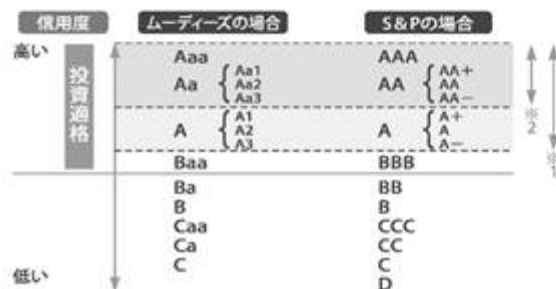 信用度 ムーディーズの場合 S&Pの場合
高い
投資適格
Aaa AAA
Aa Aa1 Aa2 Aa3 AA AA+ AA AA-
A A1 A2 A3 A A+ A A-
Baa BBB
※2
※1
Ba BB
B B
Caa CCC
Ca CC
C C
低い D